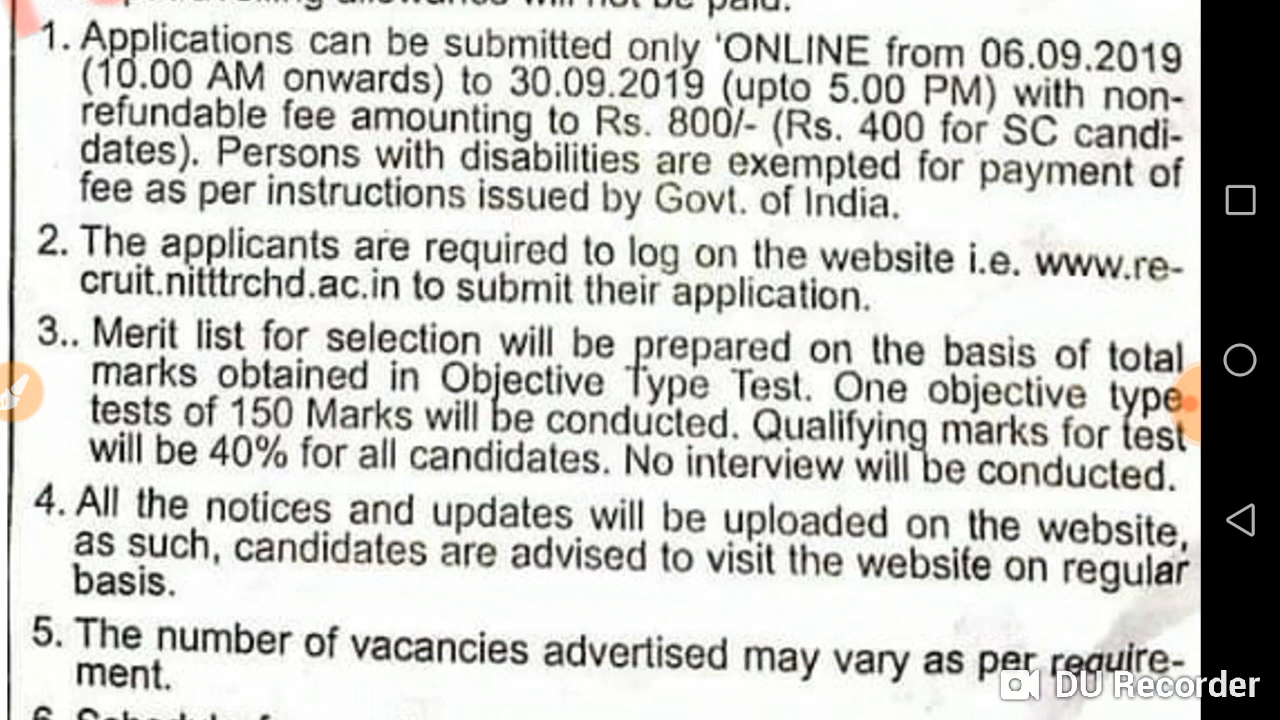 allowance will not be paid.
1. Applications can be submitted only 'ONLINE from 06.09.2019
(10.00 AM onwards) to 30.09.2019 (upto 5.00 PM) with non-
refundable fee amounting to Rs. 800/- (Rs. 400 for SC candi-
dates). Persons with disabilities are exempted for payment of
fee as per instructions issued by Govt. of India.
2. The applicants are required to log on the website i.e. www.re-
cruit.nitttrchd.ac.in to submit their application.
3.. Merit list for selection will be prepared on the basis of total
marks obtained in Objective Type Test. One objective type
tests of 150 Marks will be conducted. Qualifying marks for test
will be 40% for all candidates. No interview will be conducted.
4. All the notices and updates will be uploaded on the website,
as such, candidates are advised to visit the website on regular
basis.
5. The number of vacancies advertised may vary as per require-
ment.
DU Recorder
6.